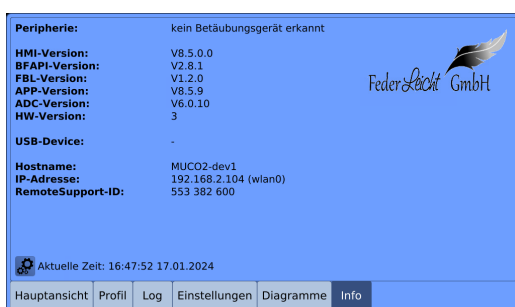 Peripherie: kein Betäubungsgerät erkannt
HMI-Version: V8.5.0.0
BFAPI-Version: V2.8.1
FBL-Version: V1.2.0
APP-Version: V8.5.9
ADC-Version: V6.0.10
HW-Version: 3
USB-Device: -
Hostname: MUCO2-dev1
IP-Adresse: 192.168.2.104 (wlan0)
RemoteSupport-ID: 553 382 600
FederLeicht GmbH
Aktuelle Zeit: 16:47:52 17.01.2024
Hauptansicht Profil Log Einstellungen Diagramme Info